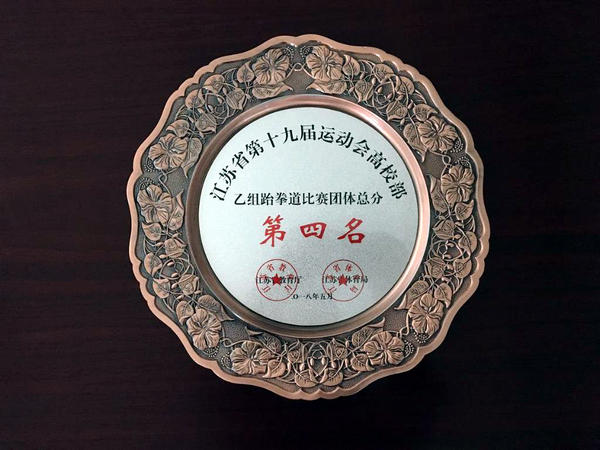 江苏省第十九届运动会高校部
乙组跆拳道比赛团体总分
第四名
江苏省教育厅 江苏省体育局
二〇一八年五月